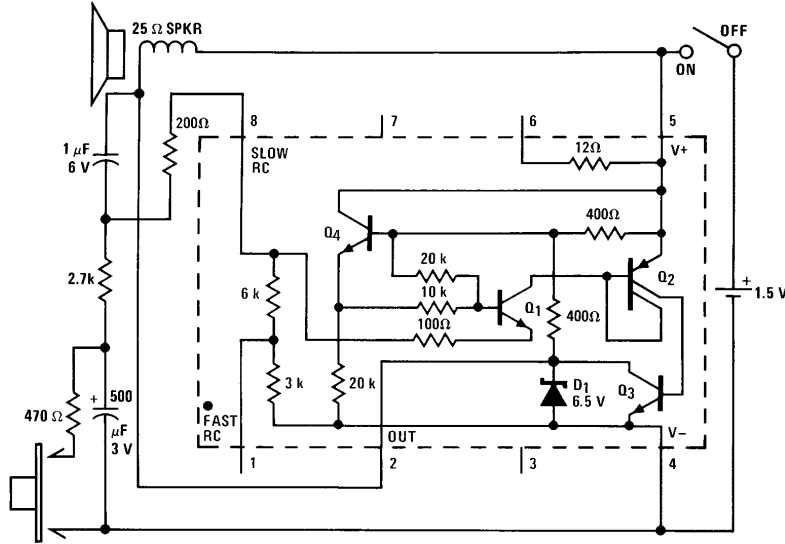 25 Ω SPKR
OFF
ON
200Ω
8
7
6
5
1 μF
6 V
SLOW
RC
12Ω
V+
Q4
400Ω
2.7k
20 k
Q2
6 k
10 k
Q1
1.5 V
100Ω
400Ω
+
500
μF
3 V
470 Ω
3 k
20 k
D1
6.5 V
Q3
FAST
RC
OUT
V−
1
2
3
4
+